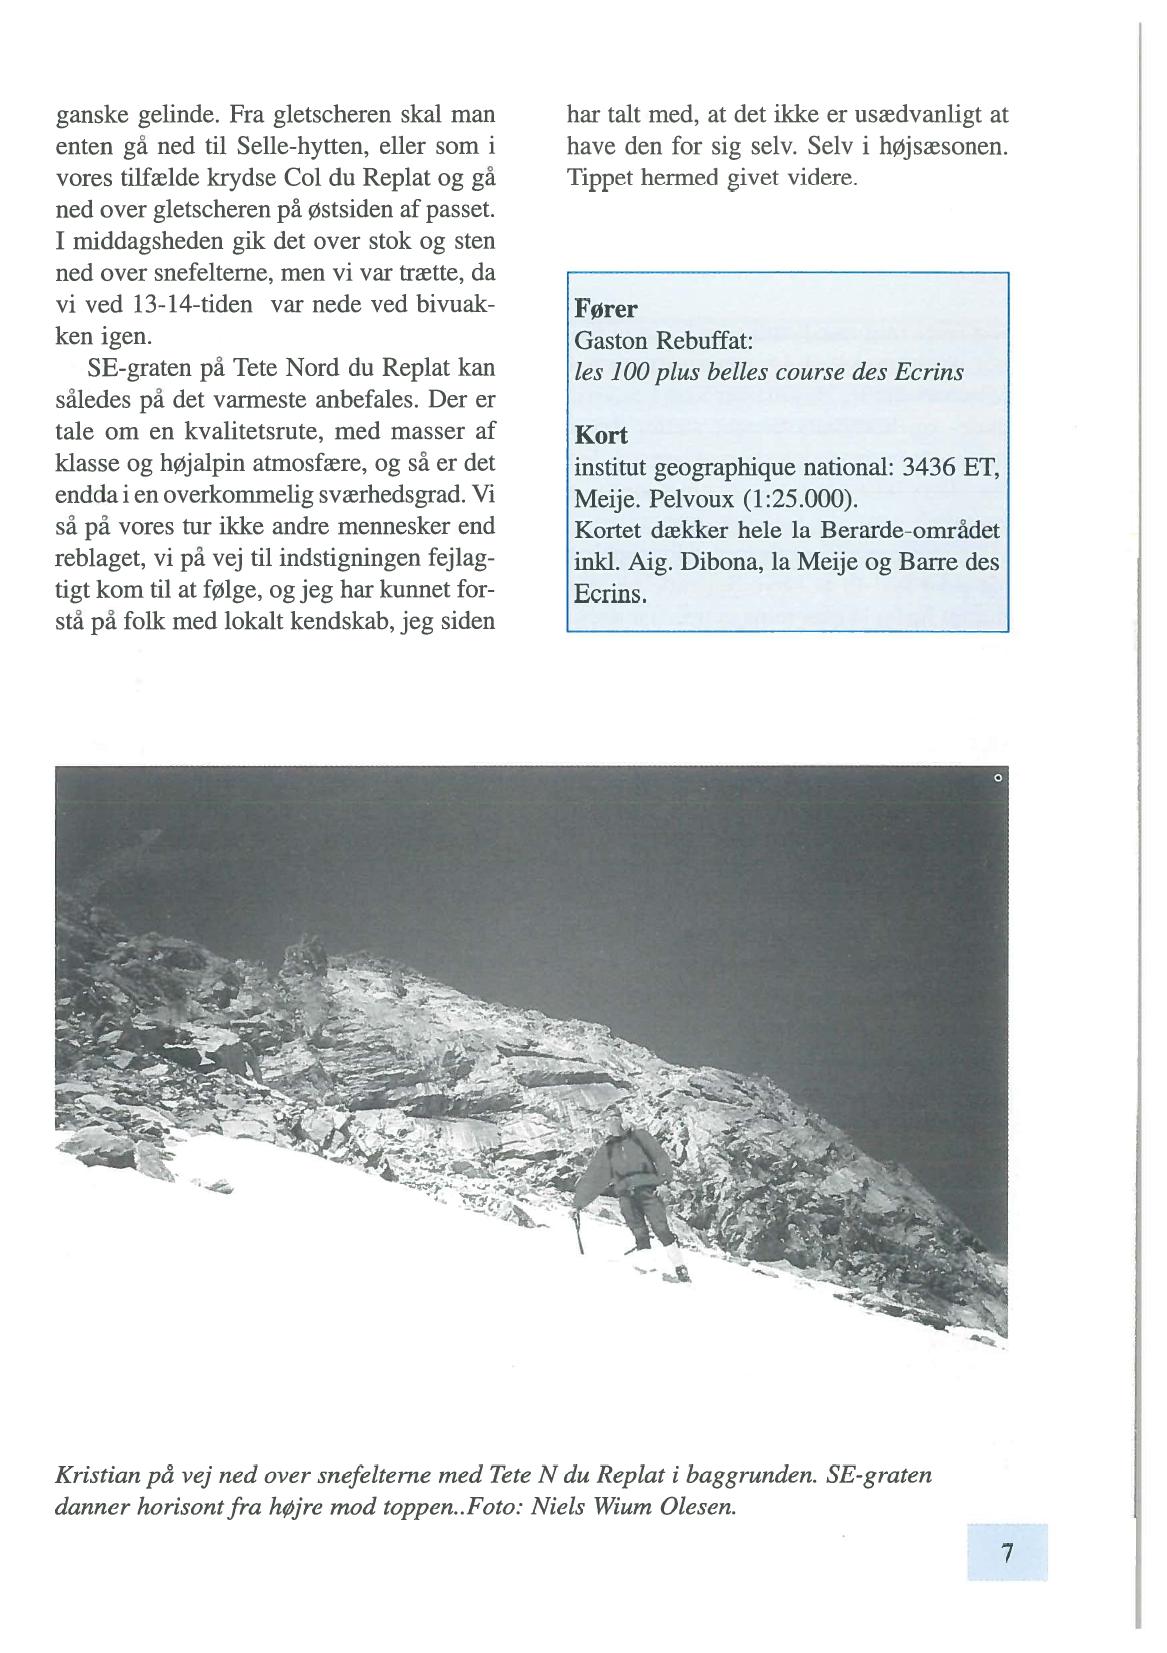 ganske gelinde. Fra gletscheren skal man
enten gå ned til Selle-hytten, eller som i
vores tilfælde krydse Col du Replat og gå
ned over gletscheren på østsiden af passet.
I middagsheden gik det over stok og sten
ned over snefelterne, men vi var trætte, da
vi ved 13-14-tiden var nede ved bivuak-
ken igen.
SE-graten på Tete Nord du Replat kan
således på det varmeste anbefales. Der er
tale om en kvalitetsrute, med masser af
klasse og højalpin atmosfære, og så er det
endda i en overkommelig sværhedsgrad. Vi
så på vores tur ikke andre mennesker end
reblaget, vi på vej til indstigningen fejlag-
tigt kom til at følge, og jeg har kunnet for-
stå på folk med lokalt kendskab, jeg siden
har talt med, at det ikke er usædvanligt at
have den for sig selv. Selv i højsæsonen.
Tippet hermed givet videre.
Fører
Gaston Rebuffat:
les 100 plus belles course des Ecrins
Kort
institut geographique national: 3436 ET,
Meije. Pelvoux (1:25.000).
Kortet dækker hele la Berarde-området
inkl. Aig. Dibona, la Meije og Barre des
Ecrins.
Kristian på vej ned over snefelterne med Tete N du Replat i baggrunden. SE-graten
danner horisont fra højre mod toppen..Foto: Niels Wium Olesen.
7